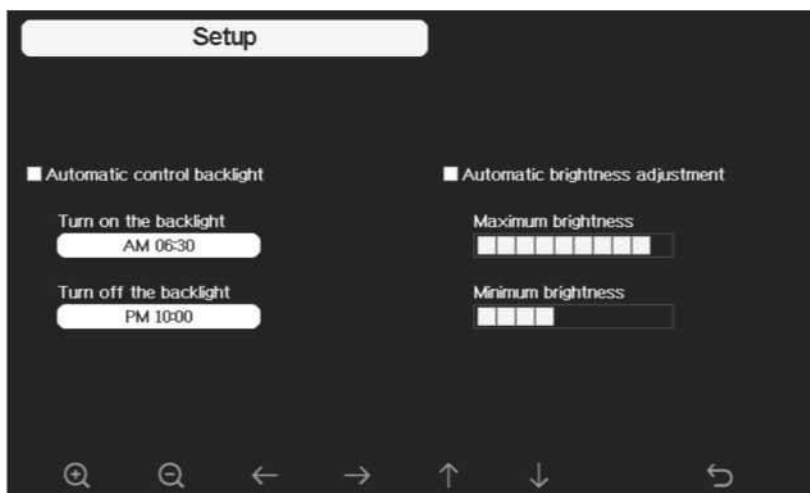 Setup
Automatic control backlight
Turn on the backlight
AM 06:30
Turn off the backlight
PM 10:00
Automatic brightness adjustment
Maximum brightness
Minimum brightness